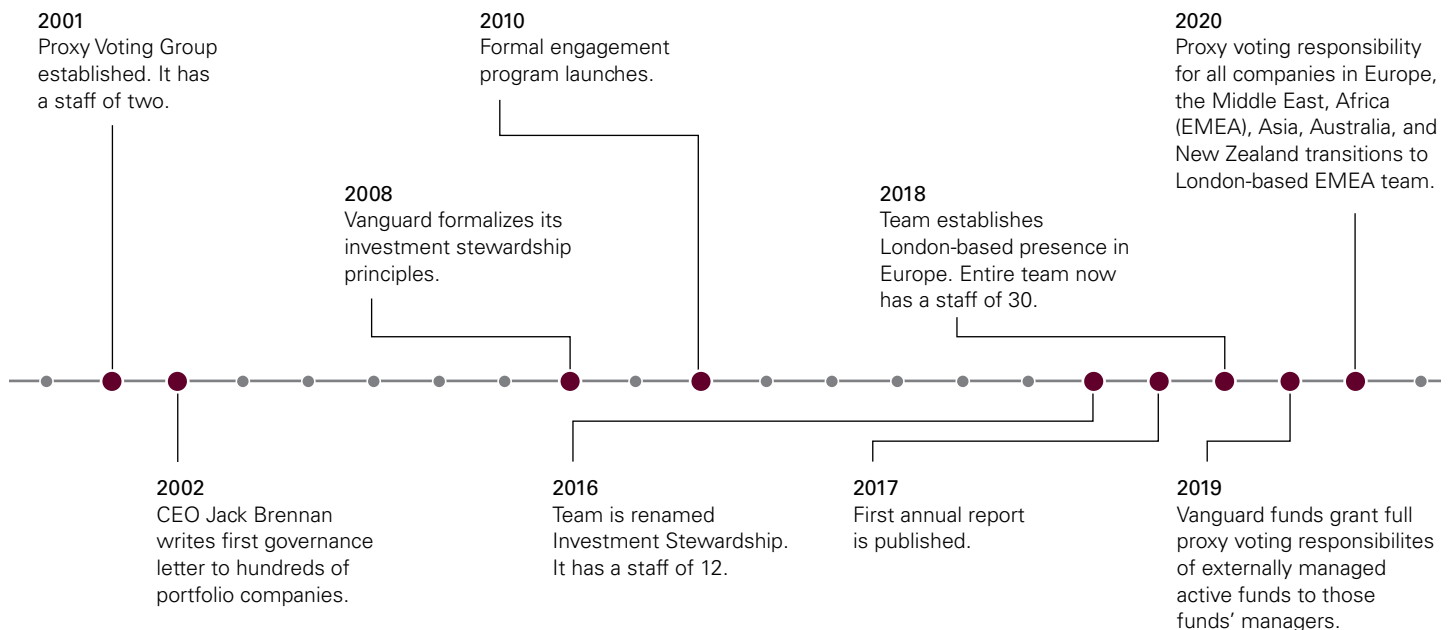 2001
Proxy Voting Group
established. It has
a staff of two.
2010
Formal engagement
program launches.
2020
Proxy voting responsibility
for all companies in Europe,
the Middle East, Africa
(EMEA), Asia, Australia, and
New Zealand transitions to
London-based EMEA team.
2008
Vanguard formalizes its
investment stewardship
principles.
2018
Team establishes
London-based presence in
Europe. Entire team now
has a staff of 30.
2002
CEO Jack Brennan
writes first governance
letter to hundreds of
portfolio companies.
2016
Team is renamed
Investment Stewardship.
It has a staff of 12.
2017
First annual report
is published.
2019
Vanguard funds grant full
proxy voting responsibilites
of externally managed
active funds to those
funds’ managers.